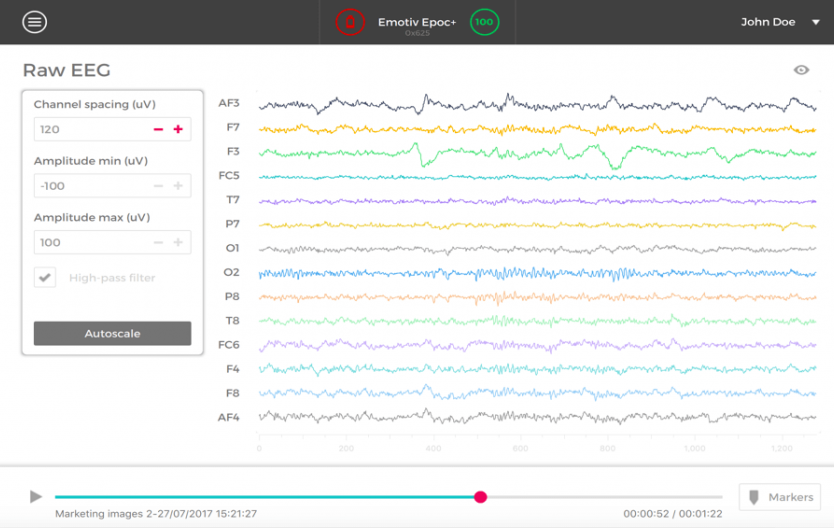 Emotiv Epoc+
0x625
100
John Doe
Raw EEG
Channel spacing (uV)
120
Amplitude min (uV)
-100
Amplitude max (uV)
100
High-pass filter
Autoscale
AF3
F7
F3
FC5
T7
P7
O1
O2
P8
T8
FC6
F4
F8
AF4
0 200 400 600 800 1,000 1,200
Marketing images 2-27/07/2017 15:21:27
00:00:52 / 00:01:22
Markers